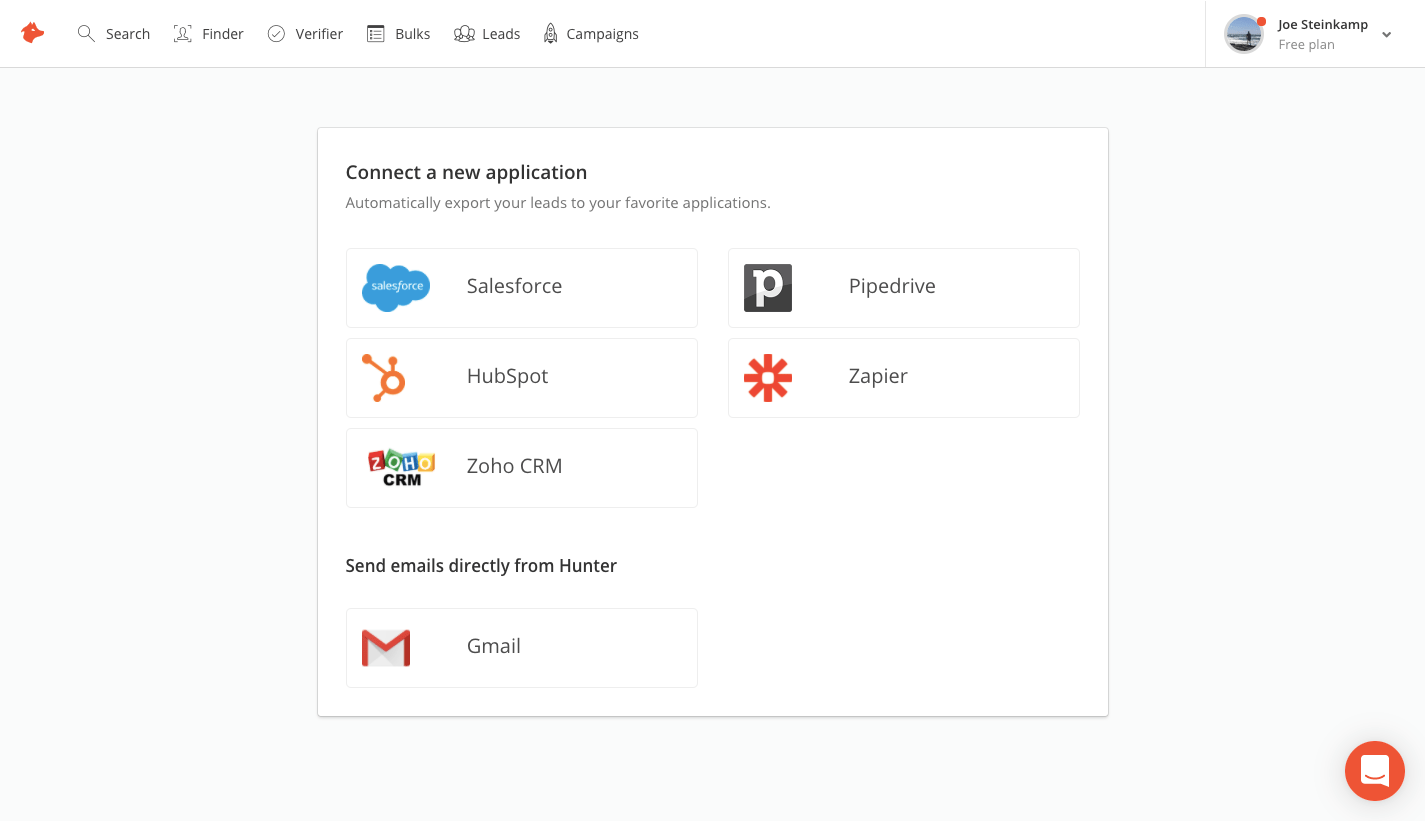 Search Finder Verifier Bulks Leads Campaigns
Joe Steinkamp
Free plan
Connect a new application
Automatically export your leads to your favorite applications.
salesforce Salesforce
p Pipedrive
HubSpot
Zapier
ZOHO
CRM
Zoho CRM
Send emails directly from Hunter
Gmail